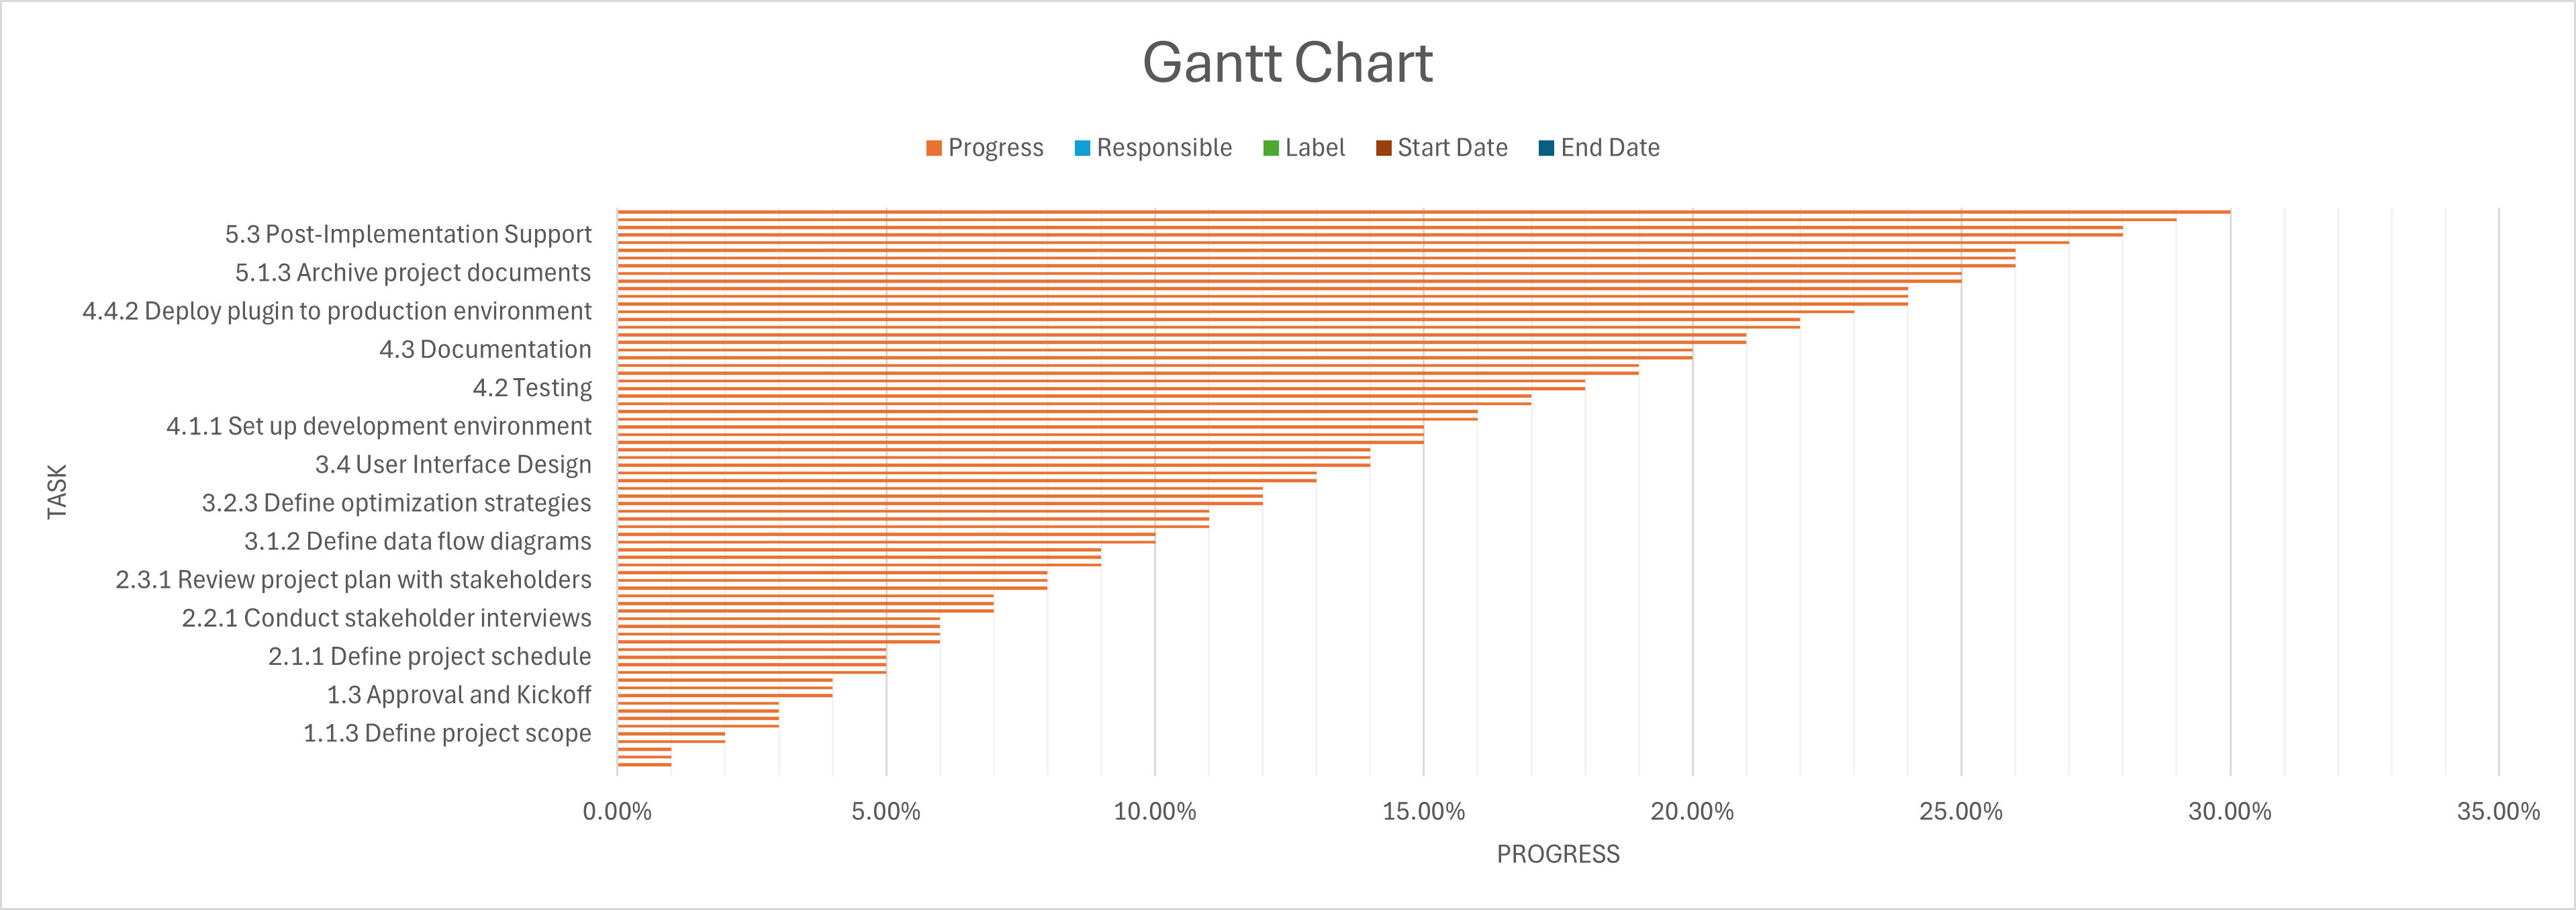 Gantt Chart
Progress Responsible Label Start Date End Date
5.3 Post-Implementation Support
5.1.3 Archive project documents
4.4.2 Deploy plugin to production environment
4.3 Documentation
4.2 Testing
4.1.1 Set up development environment
3.4 User Interface Design
3.2.3 Define optimization strategies
3.1.2 Define data flow diagrams
2.3.1 Review project plan with stakeholders
2.2.1 Conduct stakeholder interviews
2.1.1 Define project schedule
1.3 Approval and Kickoff
1.1.3 Define project scope
TASK
0.00% 5.00% 10.00% 15.00% 20.00% 25.00% 30.00% 35.00%
PROGRESS